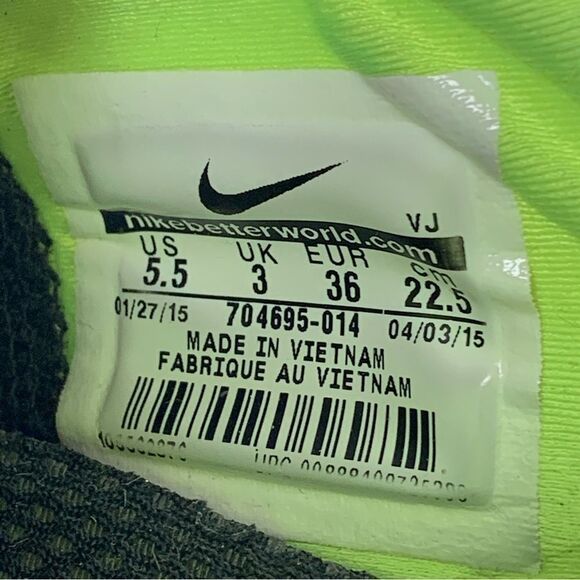 VJ
nikebetterworld.com
US UK EUR cm
5.5 3 36 22.5
01/27/15 704695-014 04/03/15
MADE IN VIETNAM
FABRIQUE AU VIETNAM
UPC